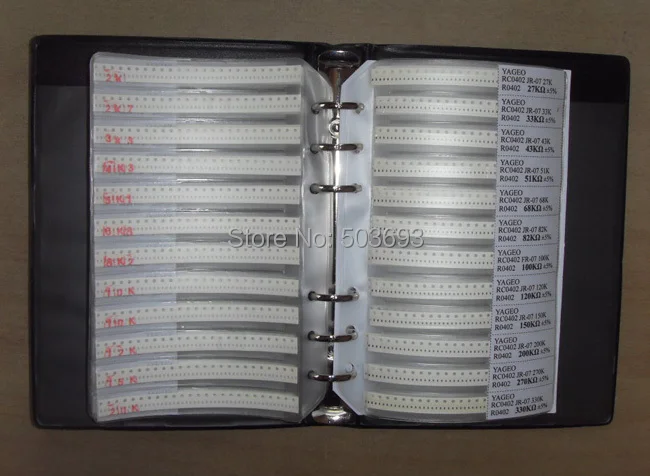 2K1
2K7
3K3
YAGEO
RC0402 JR-07 27K
R0402 27KΩ ±5%
YAGEO
RC0402 JR-07 33K
R0402 33KΩ ±5%
YAGEO
RC0402 JR-07 43K
R0402 43KΩ ±5%
YAGEO
RC0402 JR-07 51K
R0402 51KΩ ±5%
YAGEO
RC0402 JR-07 68K
R0402 68KΩ ±5%
YAGEO
RC0402 JR-07 82K
R0402 82KΩ ±5%
YAGEO
RC0402 FR-07 100K
R0402 100KΩ ±5%
YAGEO
RC0402 JR-07 120K
R0402 120KΩ ±5%
YAGEO
RC0402 JR-07 150K
R0402 150KΩ ±5%
YAGEO
RC0402 JR-07 200K
R0402 200KΩ ±5%
YAGEO
RC0402 JR-07 270K
R0402 270KΩ ±5%
YAGEO
RC0402 JR-07 330K
R0402 330KΩ ±5%
Store No: 503693